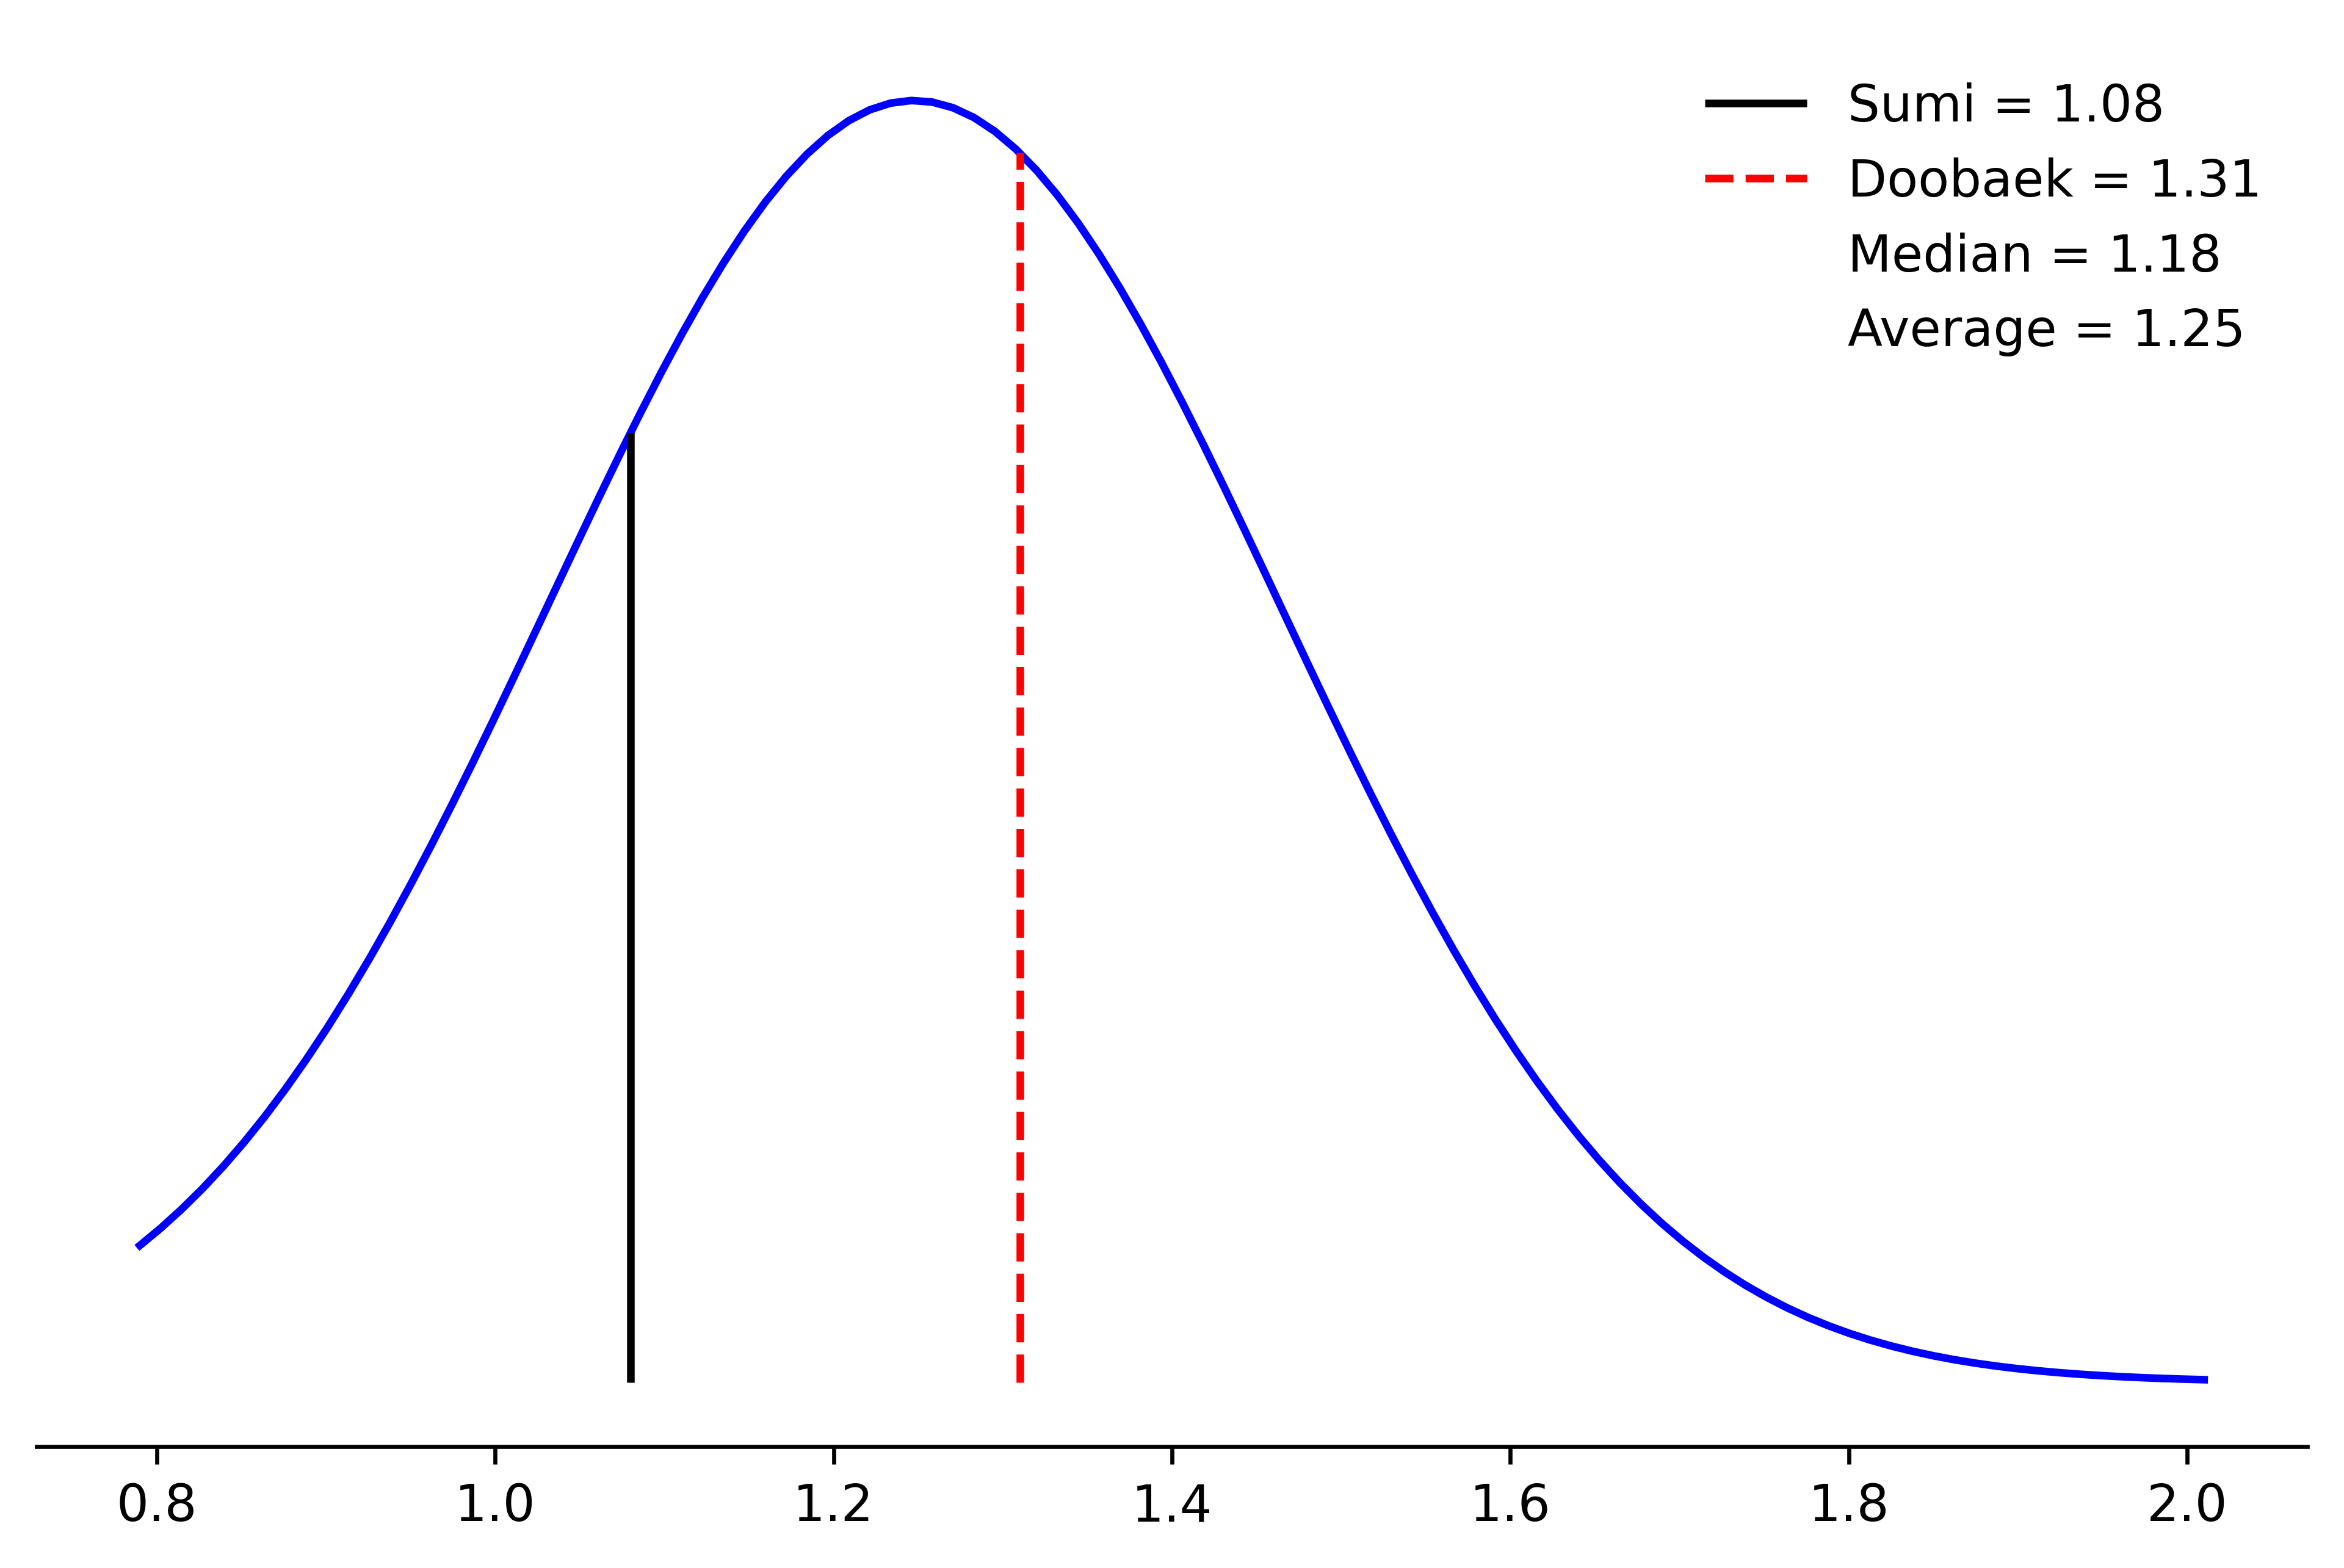 Sumi = 1.08
Doobaek = 1.31
Median = 1.18
Average = 1.25
0.8 1.0 1.2 1.4 1.6 1.8 2.0